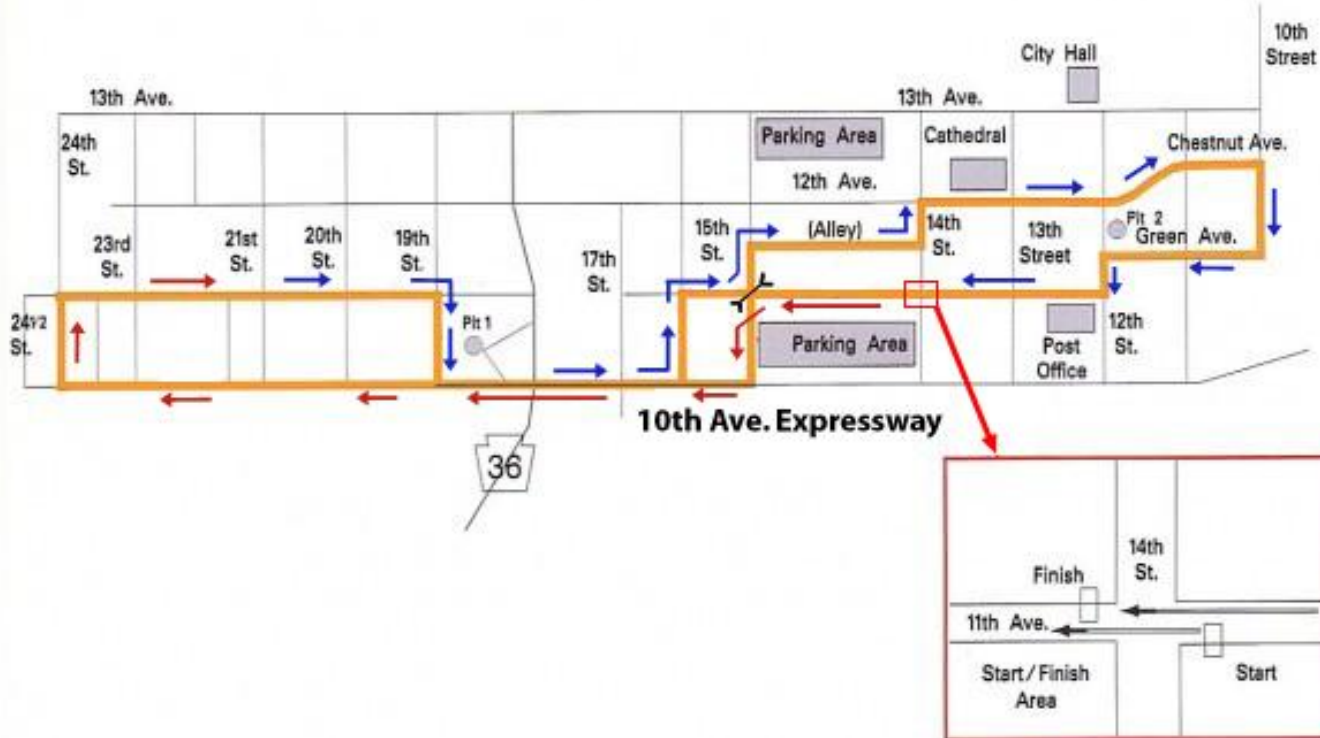 10th
Street
City Hall
13th Ave.
13th Ave.
24th
St.
Parking Area
Cathedral
Chestnut Ave.
12th Ave.
23rd
St.
21st
St.
20th
St.
19th
St.
17th
St.
15th
St.
(Alley)
14th
St.
13th
Street
Pit 2
Green Ave.
24 1/2
St.
Pit 1
Parking Area
Post
Office
12th
St.
10th Ave. Expressway
36
14th
St.
Finish
11th Ave.
Start/Finish
Area
Start